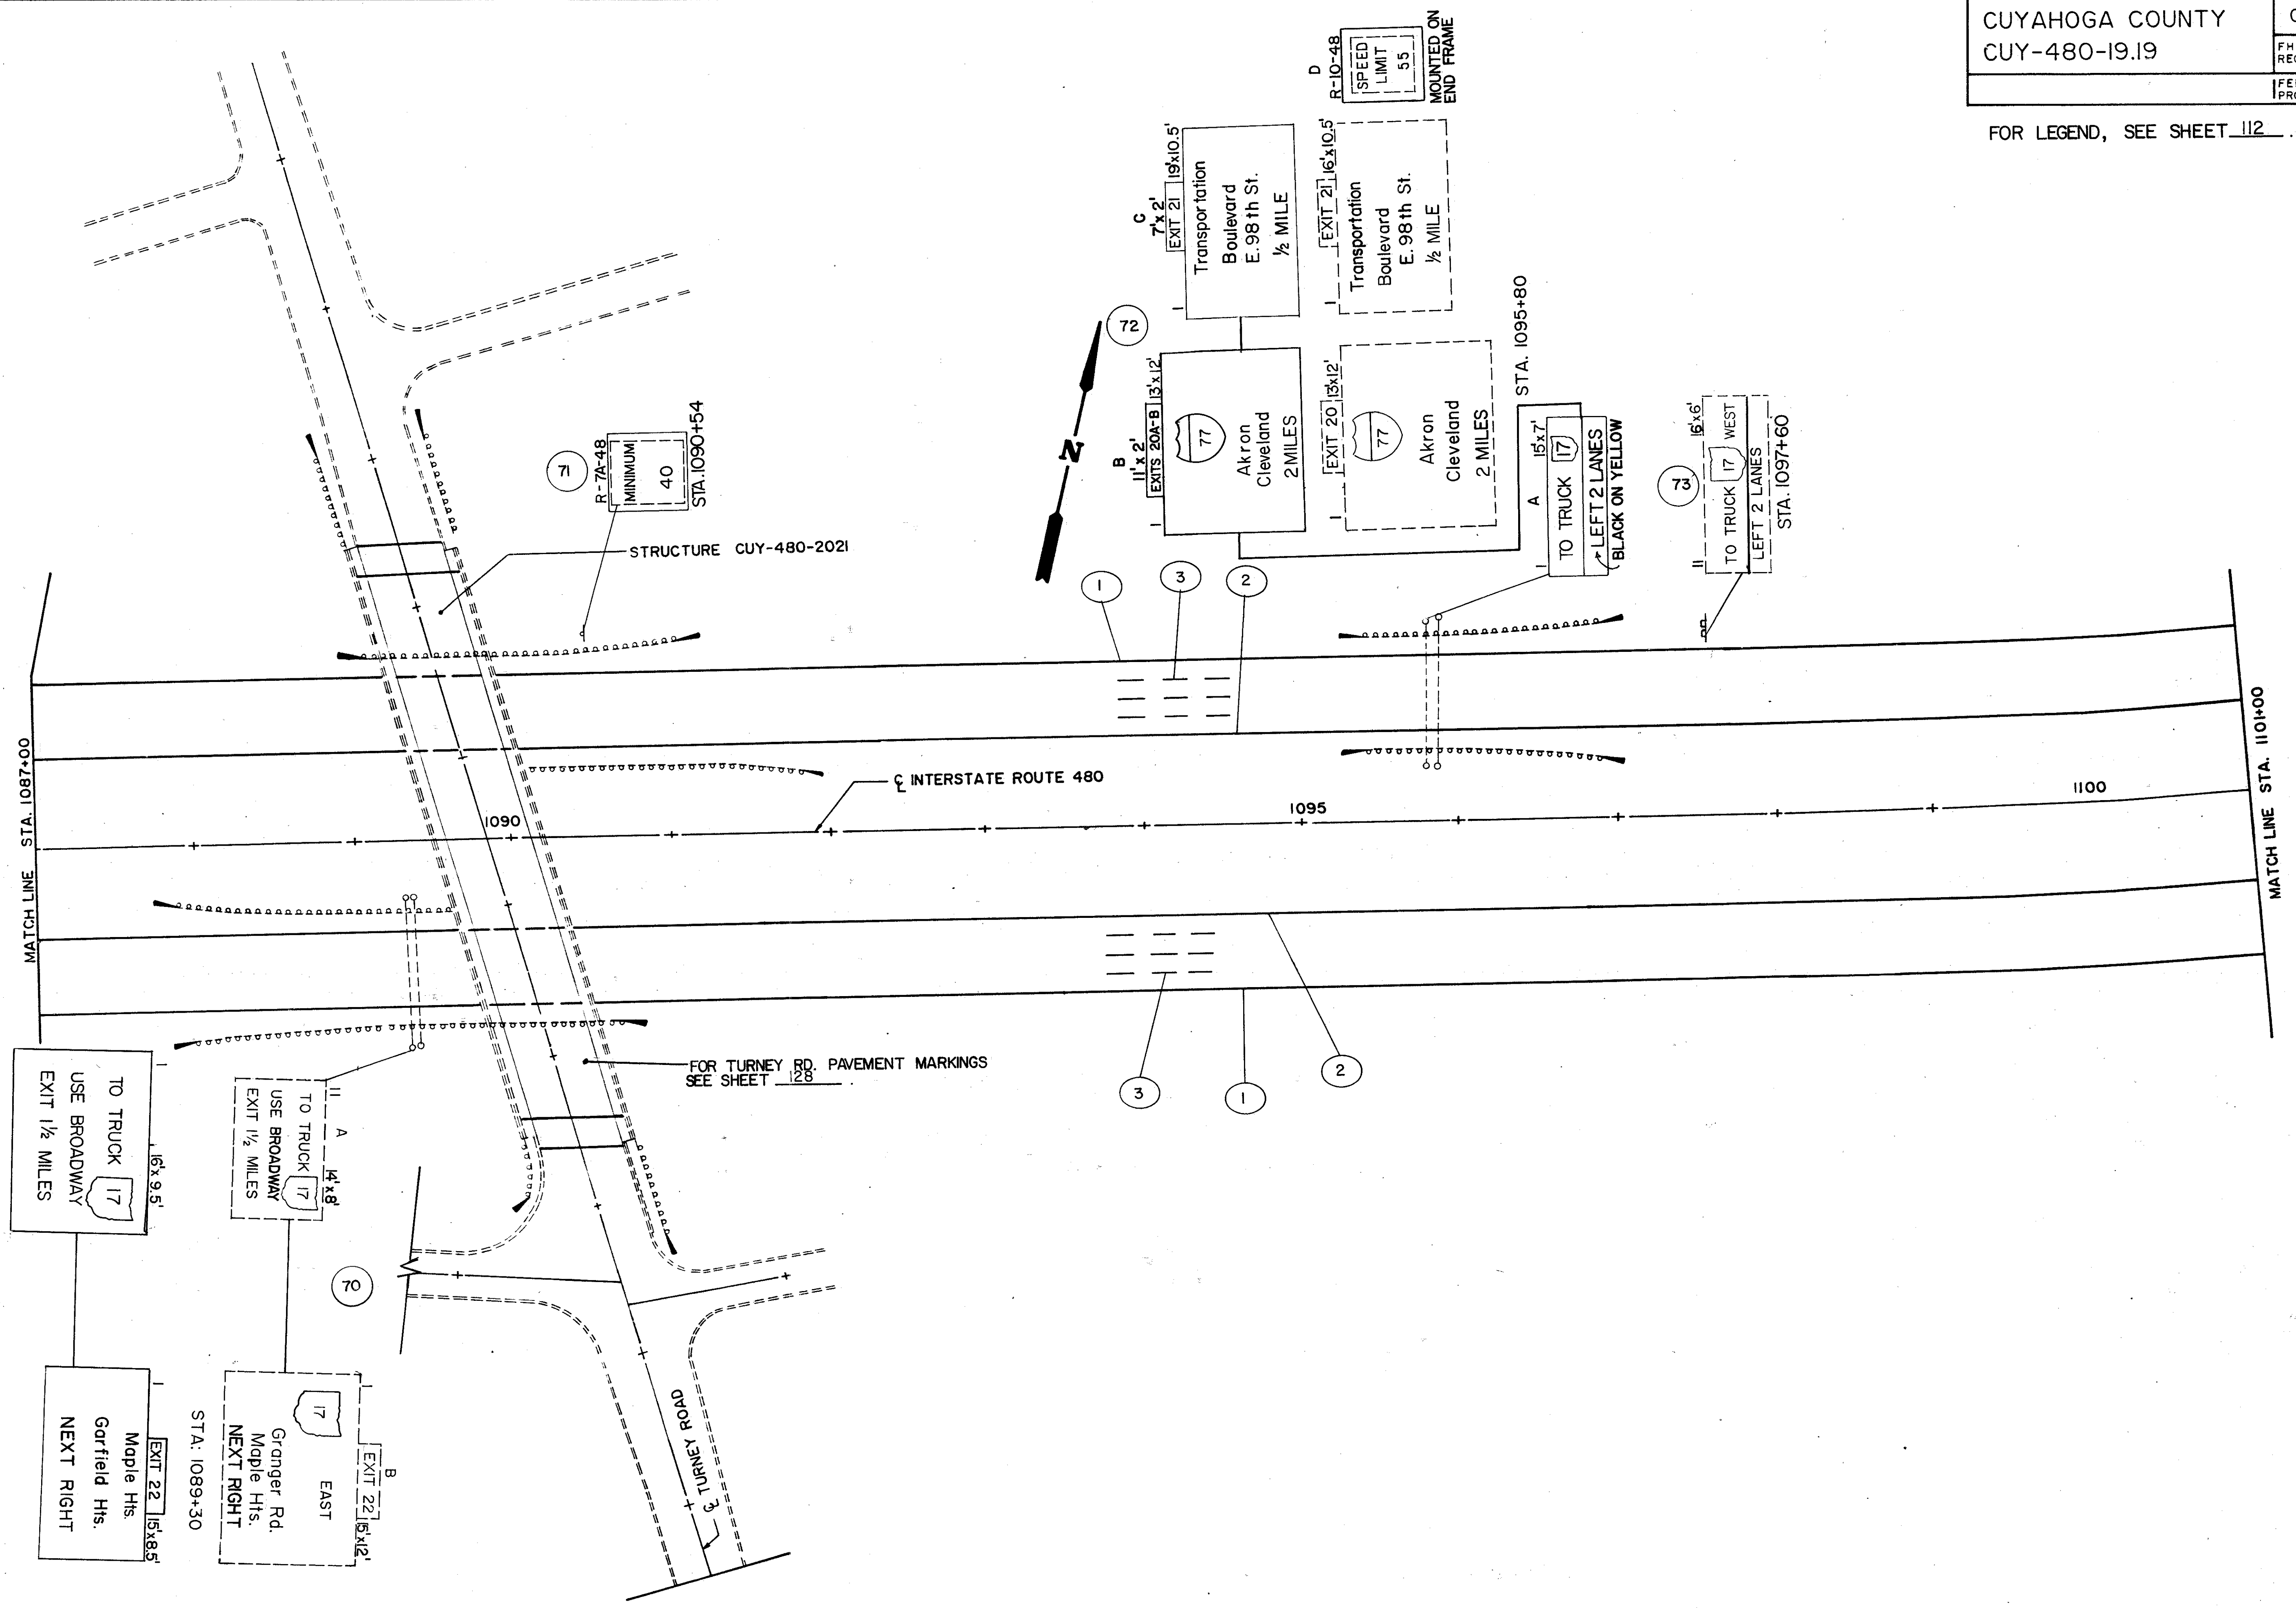 CUYAHOGA COUNTY
CUY-480-19.19
FOR LEGEND, SEE SHEET 112 .
D
R-10-48
SPEED
LIMIT
55
MOUNTED ON
END FRAME
C
7'x 2'
EXIT 21 19'x10.5'
Transportation
Boulevard
E. 98th St.
½ MILE
EXIT 21 16'x10.5'
Transportation
Boulevard
E. 98th St.
½ MILE
72
N
B
11'x 2'
EXITS 20A-B 13'x12'
77
Akron
Cleveland
2 MILES
EXIT 20 13'x12'
77
Akron
Cleveland
2 MILES
STA. 1095+80
A
15'x7'
TO TRUCK 17
LEFT 2 LANES
BLACK ON YELLOW
73
16'x6'
TO TRUCK 17 WEST
LEFT 2 LANES
STA. 1097+60
71
R-7A-48
MINIMUM
40
STA.1090+54
STRUCTURE CUY-480-2021
1
3
2
MATCH LINE STA. 1087+00
℄ INTERSTATE ROUTE 480
1090
1095
1100
MATCH LINE STA. 1101+00
3
1
2
FOR TURNEY RD. PAVEMENT MARKINGS
SEE SHEET 128 .
16'x 9.5'
TO TRUCK 17
USE BROADWAY
EXIT 1½ MILES
A
14'x8'
TO TRUCK 17
USE BROADWAY
EXIT 1½ MILES
70
EXIT 22 15'x8.5'
Maple Hts.
Garfield Hts.
NEXT RIGHT
STA: 1089+30
B
EXIT 22 15'x12'
17 EAST
Granger Rd.
Maple Hts.
NEXT RIGHT
℄ TURNEY ROAD